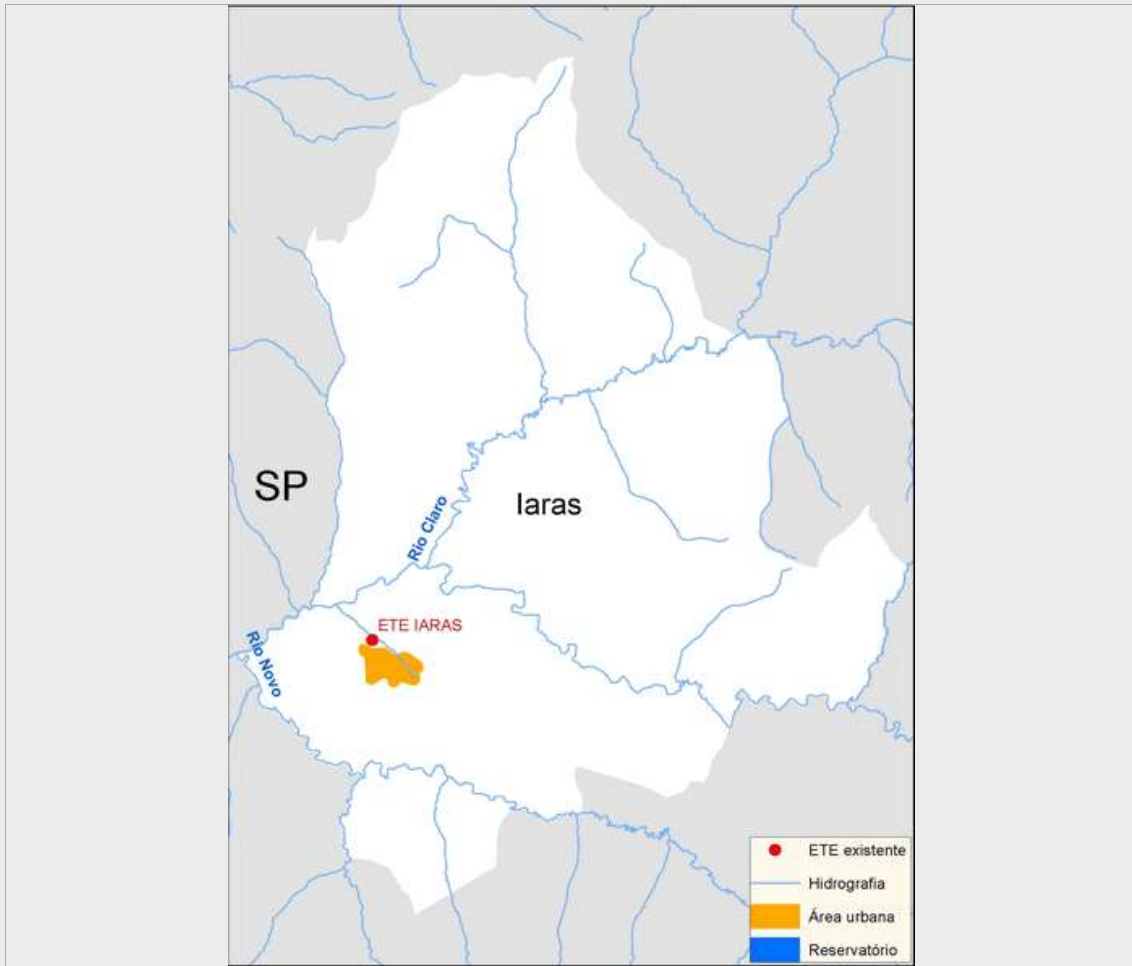 SP
Iaras
Rio Claro
ETE IARAS
Rio Novo
ETE existente
Hidrografia
Área urbana
Reservatório